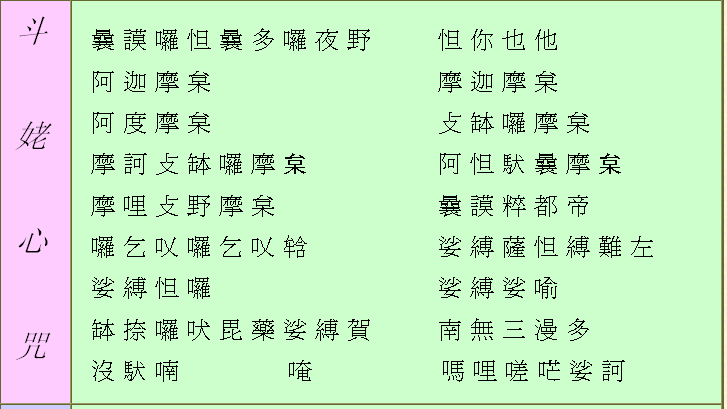 斗姥心咒
曩謨囉怛曩多囉夜野 怛你也他
阿迦摩枲 摩迦摩枲
阿度摩枲 攴缽囉摩枲
摩訶攴缽囉摩枲 阿怛馱曩摩枲
摩哩攴野摩枲 曩謨粹都帝
囉乞囉乞 娑縛薩怛縛難左
娑縛怛囉 娑縛娑喻
缽捺囉吠毘藥娑縛賀 南無三漫多
沒馱喃 唵 嗎哩嗟娑訶